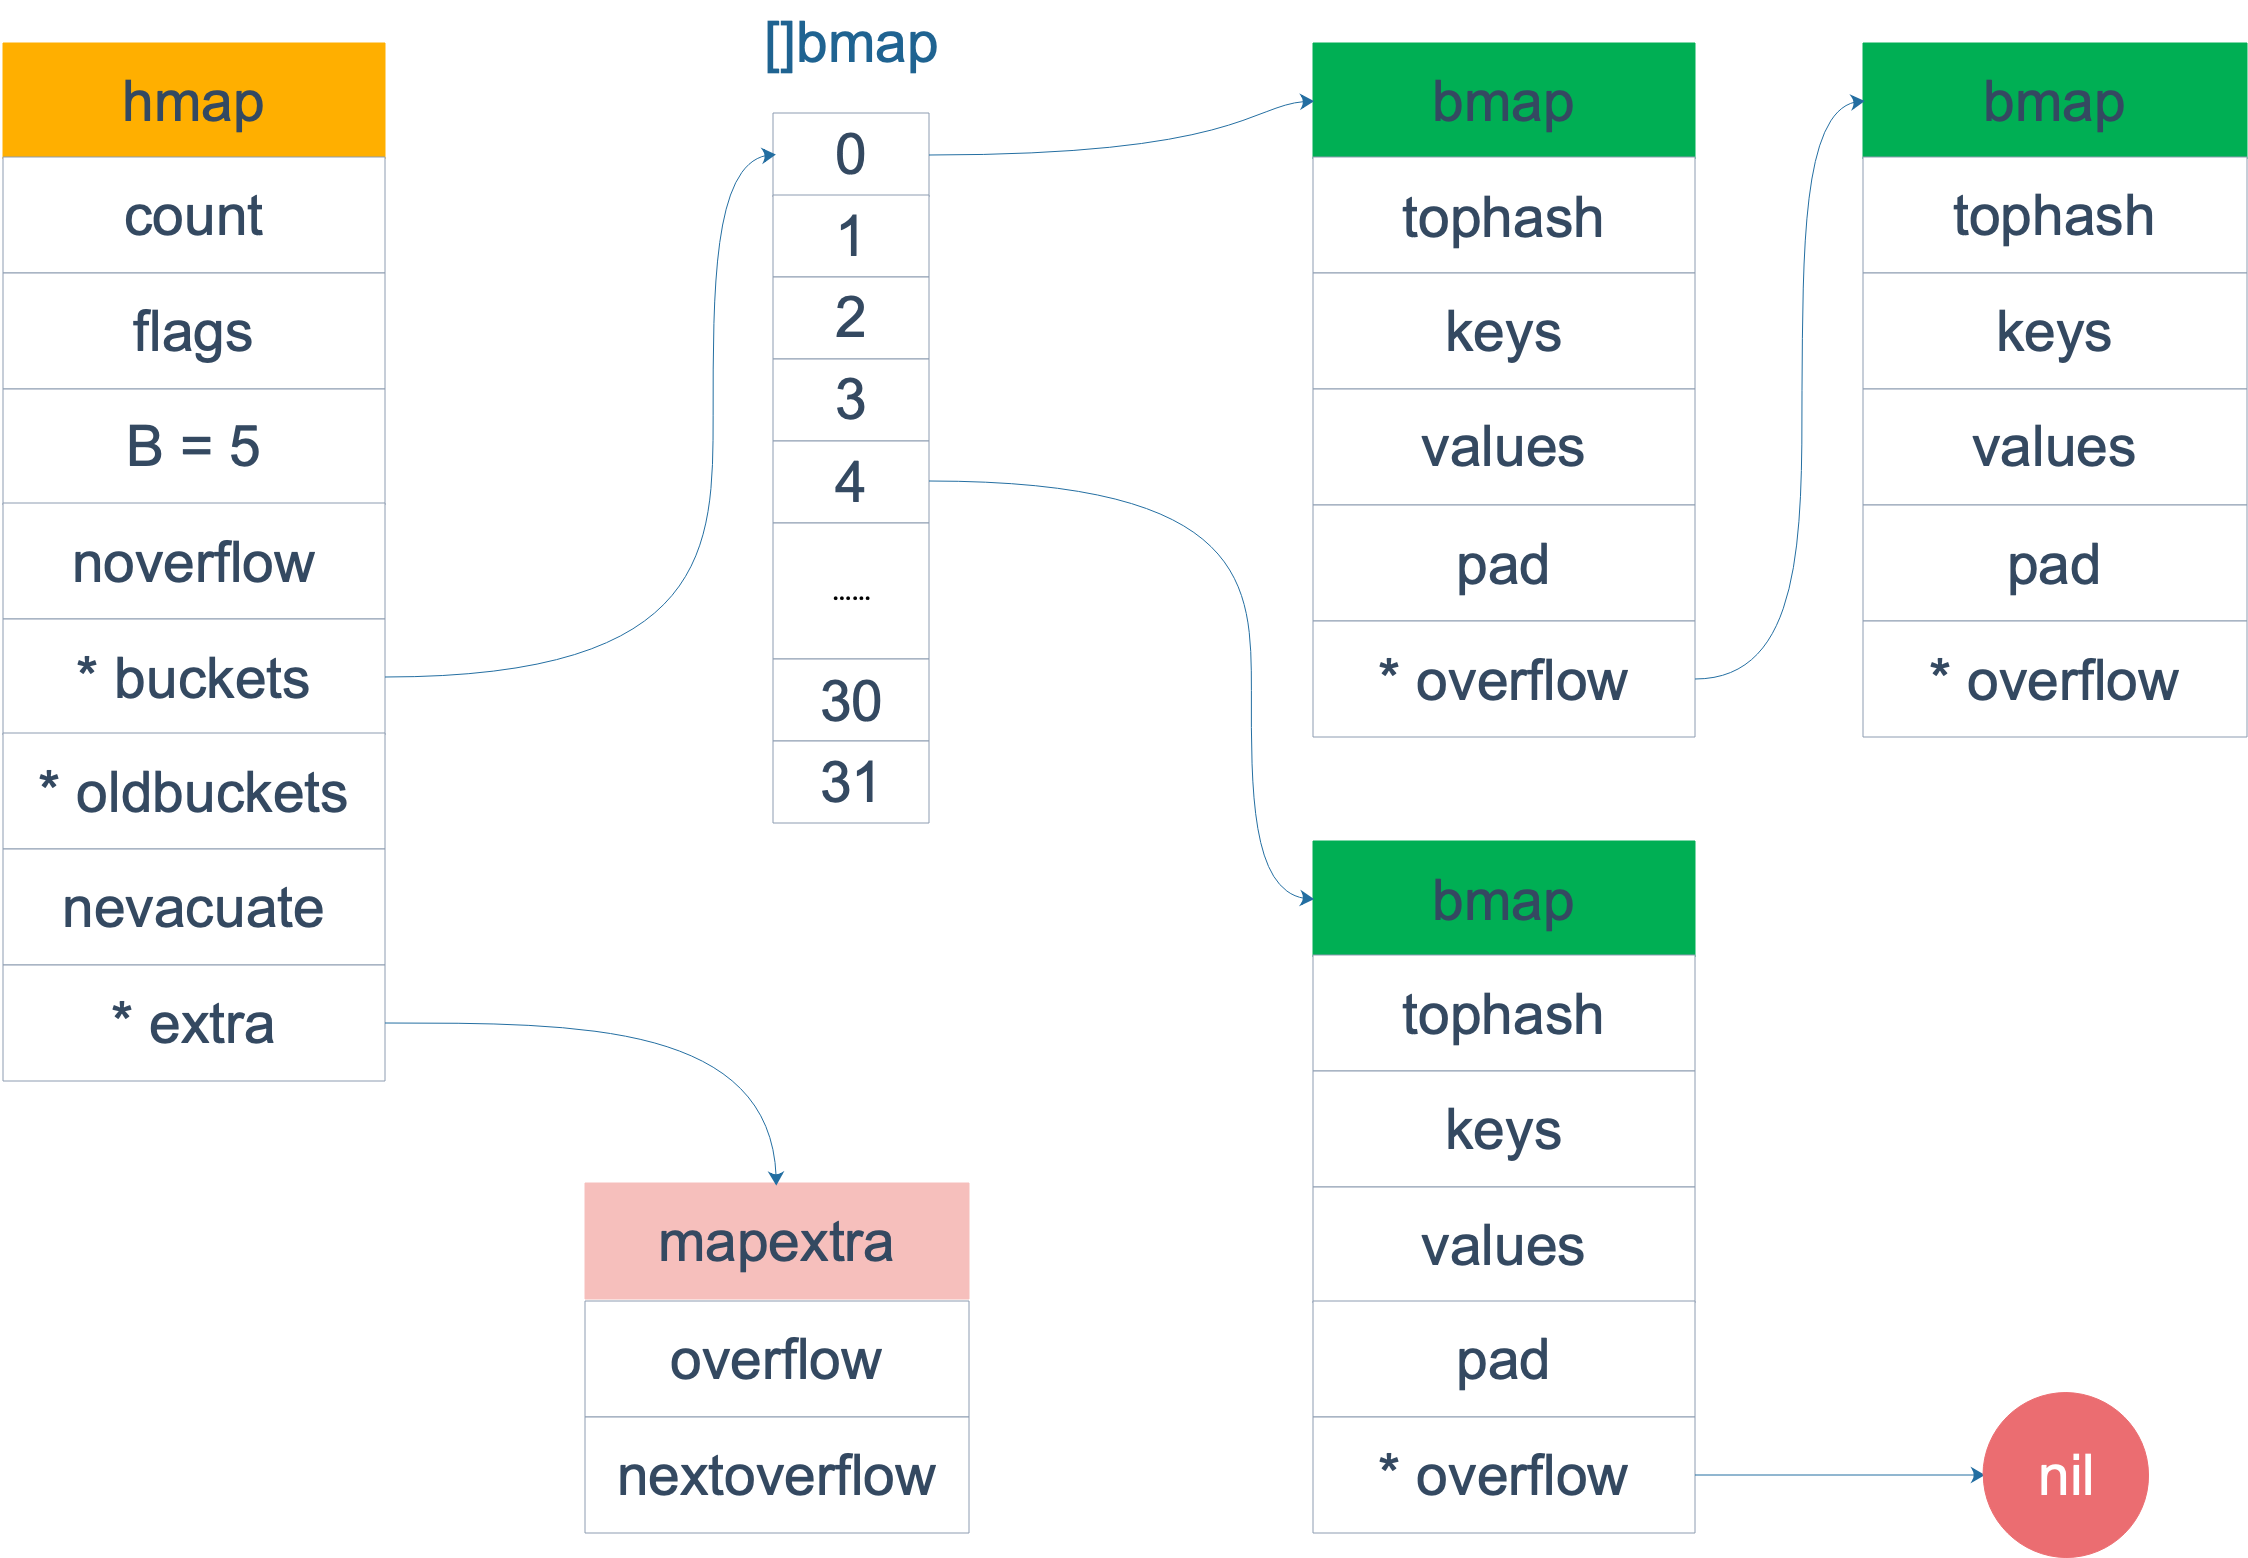 hmap
count
flags
B = 5
noverflow
* buckets
* oldbuckets
nevacuate
* extra
[]bmap
0
1
2
3
4
......
30
31
mapextra
overflow
nextoverflow
bmap
tophash
keys
values
pad
* overflow
bmap
tophash
keys
values
pad
* overflow
bmap
tophash
keys
values
pad
* overflow
nil